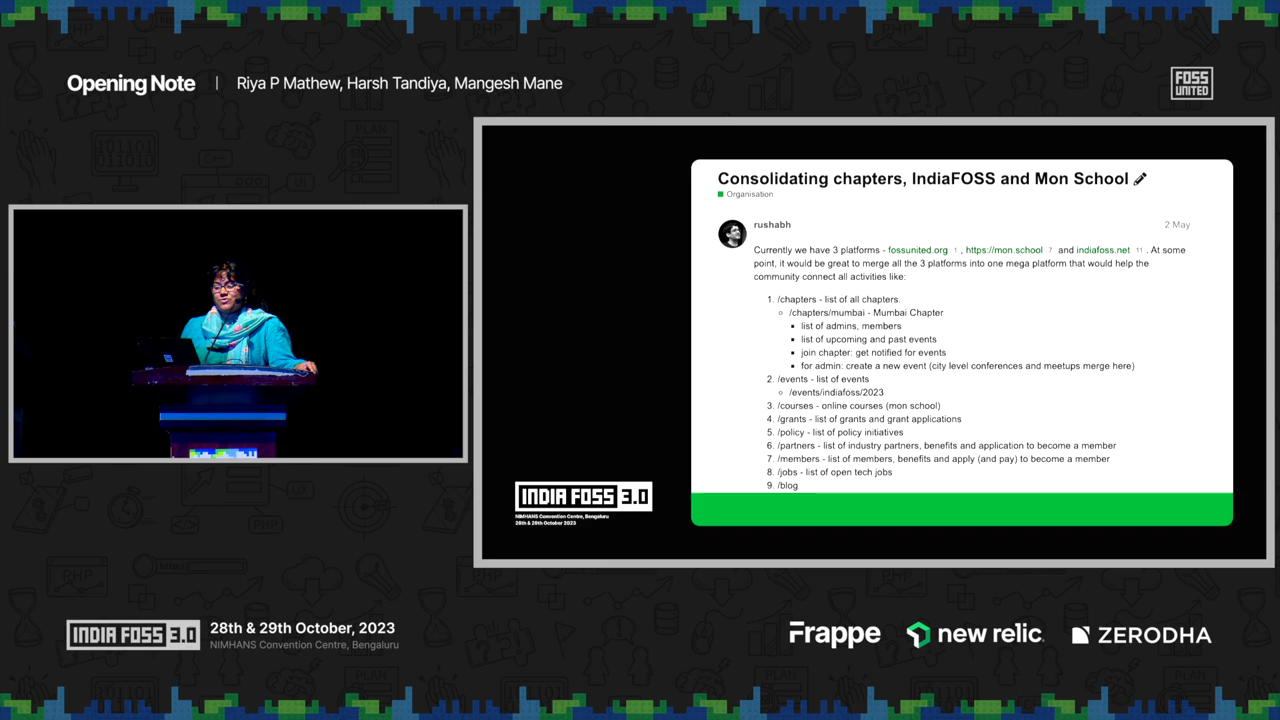 Opening Note | Riya P Mathew, Harsh Tandiya, Mangesh Mane
FOSS
UNITED
Consolidating chapters, IndiaFOSS and Mon School
Organisation
rushabh
2 May
Currently we have 3 platforms - fossunited.org 1 , https://mon.school 7 and indiafoss.net 11 . At some
point, it would be great to merge all the 3 platforms into one mega platform that would help the
community connect all activities like:
1. /chapters - list of all chapters.
/chapters/mumbai - Mumbai Chapter
list of admins, members
list of upcoming and past events
join chapter: get notified for events
for admin: create a new event (city level conferences and meetups merge here)
2. /events - list of events
/events/indiafoss/2023
3. /courses - online courses (mon school)
4. /grants - list of grants and grant applications
5. /policy - list of policy initiatives
6. /partners - list of industry partners, benefits and application to become a member
7. /members - list of members, benefits and apply (and pay) to become a member
8. /jobs - list of open tech jobs
9. /blog
INDIA FOSS 3.0
NIMHANS Convention Centre, Bengaluru
28th & 29th October 2023
INDIA FOSS 3.0
28th & 29th October, 2023
NIMHANS Convention Centre, Bengaluru
Frappe
new relic
ZERODHA
PHP
PLAN
101101
011010
C++
UI
UX